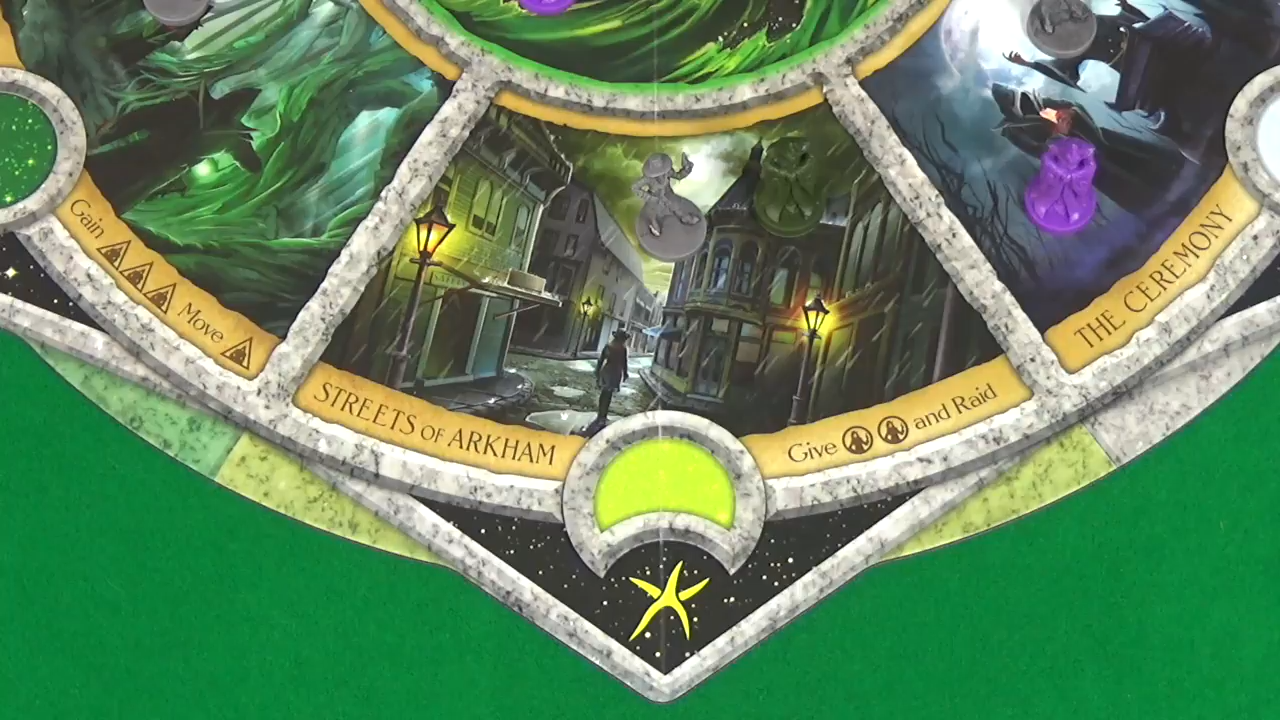 Gain Move
STREETS OF ARKHAM
Give and Raid
THE CEREMONY